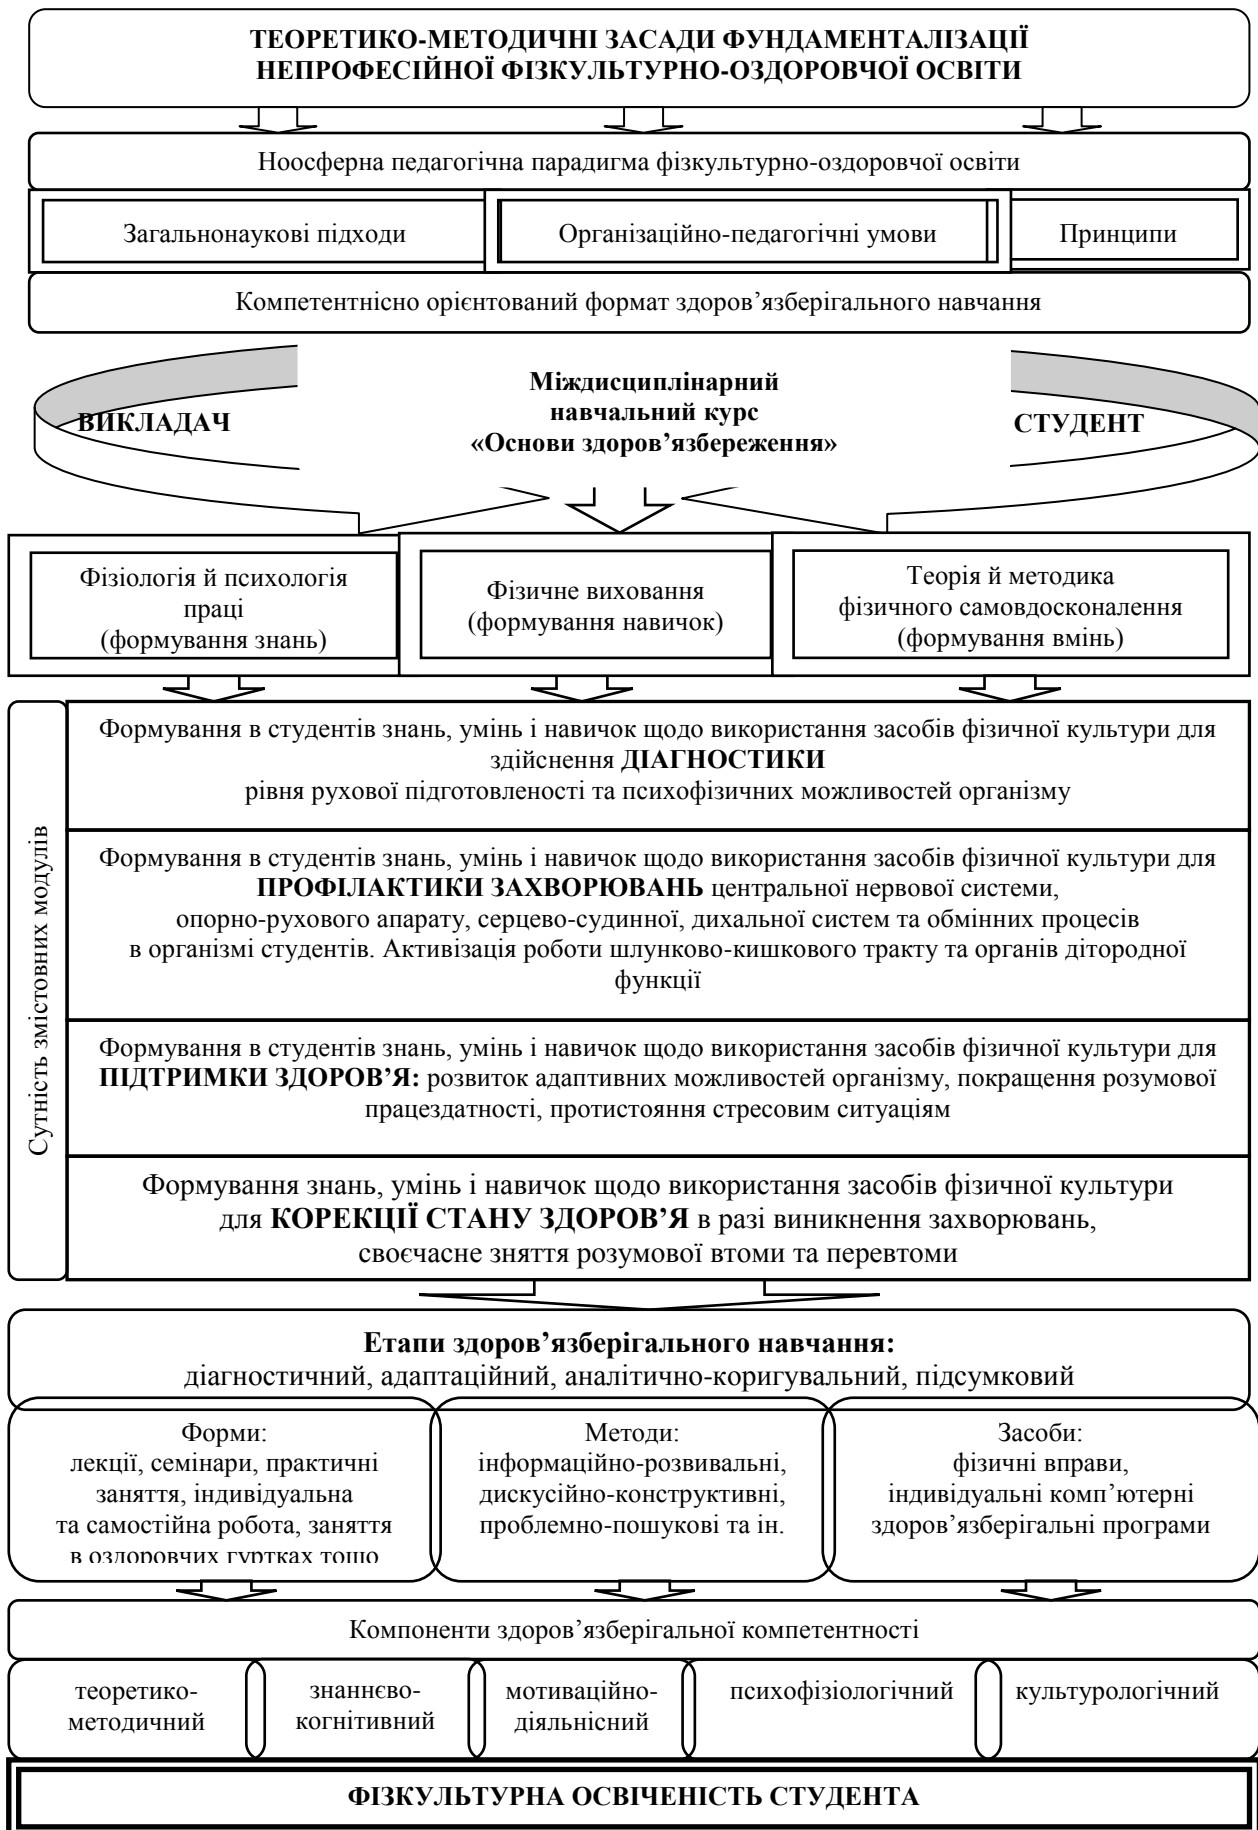 ТЕОРЕТИКО-МЕТОДИЧНІ ЗАСАДИ ФУНДАМЕНТАЛІЗАЦІЇ
НЕПРОФЕСІЙНОЇ ФІЗКУЛЬТУРНО-ОЗДОРОВЧОЇ ОСВІТИ
Ноосферна педагогічна парадигма фізкультурно-оздоровчої освіти
Загальнонаукові підходи
Організаційно-педагогічні умови
Принципи
Компетентнісно орієнтований формат здоров’язберігального навчання
ВИКЛАДАЧ
Міждисциплінарний
навчальний курс
«Основи здоров’язбереження»
СТУДЕНТ
Фізіологія й психологія
праці
(формування знань)
Фізичне виховання
(формування навичок)
Теорія й методика
фізичного самовдосконалення
(формування вмінь)
Сутність змістовних модулів
Формування в студентів знань, умінь і навичок щодо використання засобів фізичної культури для
здійснення ДІАГНОСТИКИ
рівня рухової підготовленості та психофізичних можливостей організму
Формування в студентів знань, умінь і навичок щодо використання засобів фізичної культури для
ПРОФІЛАКТИКИ ЗАХВОРЮВАНЬ центральної нервової системи,
опорно-рухового апарату, серцево-судинної, дихальної систем та обмінних процесів
в організмі студентів. Активізація роботи шлунково-кишкового тракту та органів дітородної
функції
Формування в студентів знань, умінь і навичок щодо використання засобів фізичної культури для
ПІДТРИМКИ ЗДОРОВ’Я: розвиток адаптивних можливостей організму, покращення розумової
працездатності, протистояння стресовим ситуаціям
Формування знань, умінь і навичок щодо використання засобів фізичної культури
для КОРЕКЦІЇ СТАНУ ЗДОРОВ’Я в разі виникнення захворювань,
своєчасне зняття розумової втоми та перевтоми
Етапи здоров’язберігального навчання:
діагностичний, адаптаційний, аналітично-коригувальний, підсумковий
Форми:
лекції, семінари, практичні
заняття, індивідуальна
та самостійна робота, заняття
в оздоровчих гуртках тощо
Методи:
інформаційно-розвивальні,
дискусійно-конструктивні,
проблемно-пошукові та ін.
Засоби:
фізичні вправи,
індивідуальні комп’ютерні
здоров’язберігальні програми
Компоненти здоров’язберігальної компетентності
теоретико-
методичний
знаннєво-
когнітивний
мотиваційно-
діяльнісний
психофізіологічний
культурологічний
ФІЗКУЛЬТУРНА ОСВІЧЕНІСТЬ СТУДЕНТА